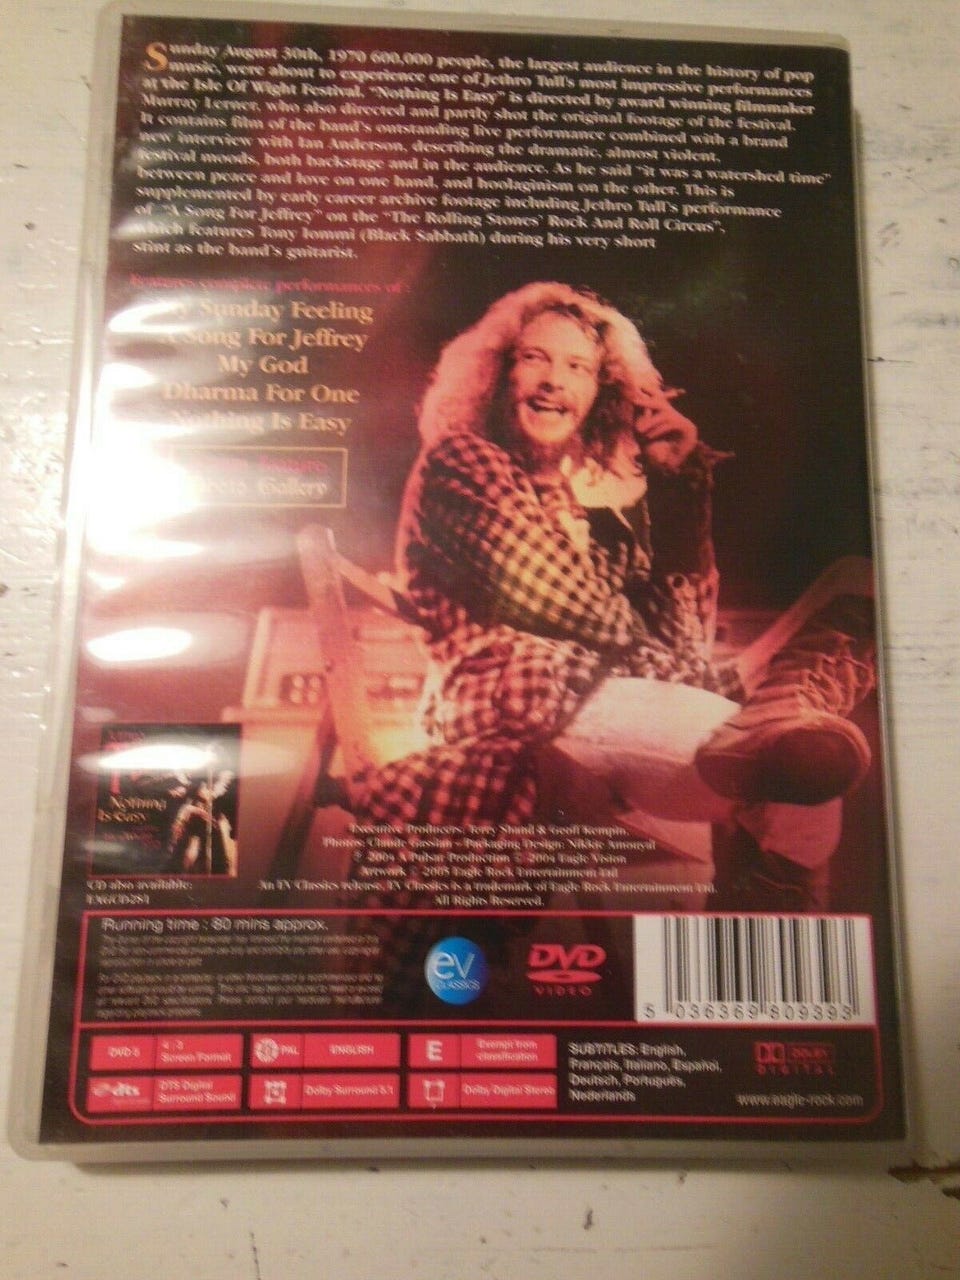 Sunday August 30th, 1970 600,000 people, the largest audience in the history of pop
music, were about to experience one of Jethro Tull's most impressive performances
at the Isle Of Wight Festival. "Nothing Is Easy" is directed by award winning filmmaker
Murray Lerner, who also directed and partly shot the original footage of the festival.
It contains film of the band's outstanding live performance combined with a brand
new interview with Ian Anderson, describing the dramatic, almost violent,
festival moods, both backstage and in the audience. As he said "it was a watershed time"
between peace and love on one hand, and hoolaginism on the other. This is
supplemented by early career archive footage including Jethro Tull's performance
of "A Song For Jeffrey" on the "The Rolling Stones' Rock And Roll Circus",
which features Tony Iommi (Black Sabbath) during his very short
stint as the band's guitarist.
features complete performances of:
My Sunday Feeling
A Song For Jeffrey
My God
Dharma For One
Nothing Is Easy
Gallery
Nothing
Is Easy
CD also available:
EAGCD281
Executive Producers: Terry Shand & Geoff Kempin.
Photos: Claude Gassian - Packaging Design: Nikkie Amouyal
℗ 2004 A Pulsar Production © 2004 Eagle Vision
Artwork © 2005 Eagle Rock Entertainment Ltd
An EV Classics release, EV Classics is a trademark of Eagle Rock Entertainment Ltd.
All Rights Reserved.
Running time : 80 mins approx.
ev
CLASSICS
DVD
VIDEO
5 036369 809393
DVD 5
4 : 3
Screen Format
PAL
ENGLISH
E
Exempt from
classification
dts
DTS Digital
Surround Sound
Dolby Surround 5.1
Dolby Digital Stereo
SUBTITLES: English,
Français, Italiano, Español,
Deutsch, Português,
Nederlands
DOLBY
DIGITAL
www.eagle-rock.com